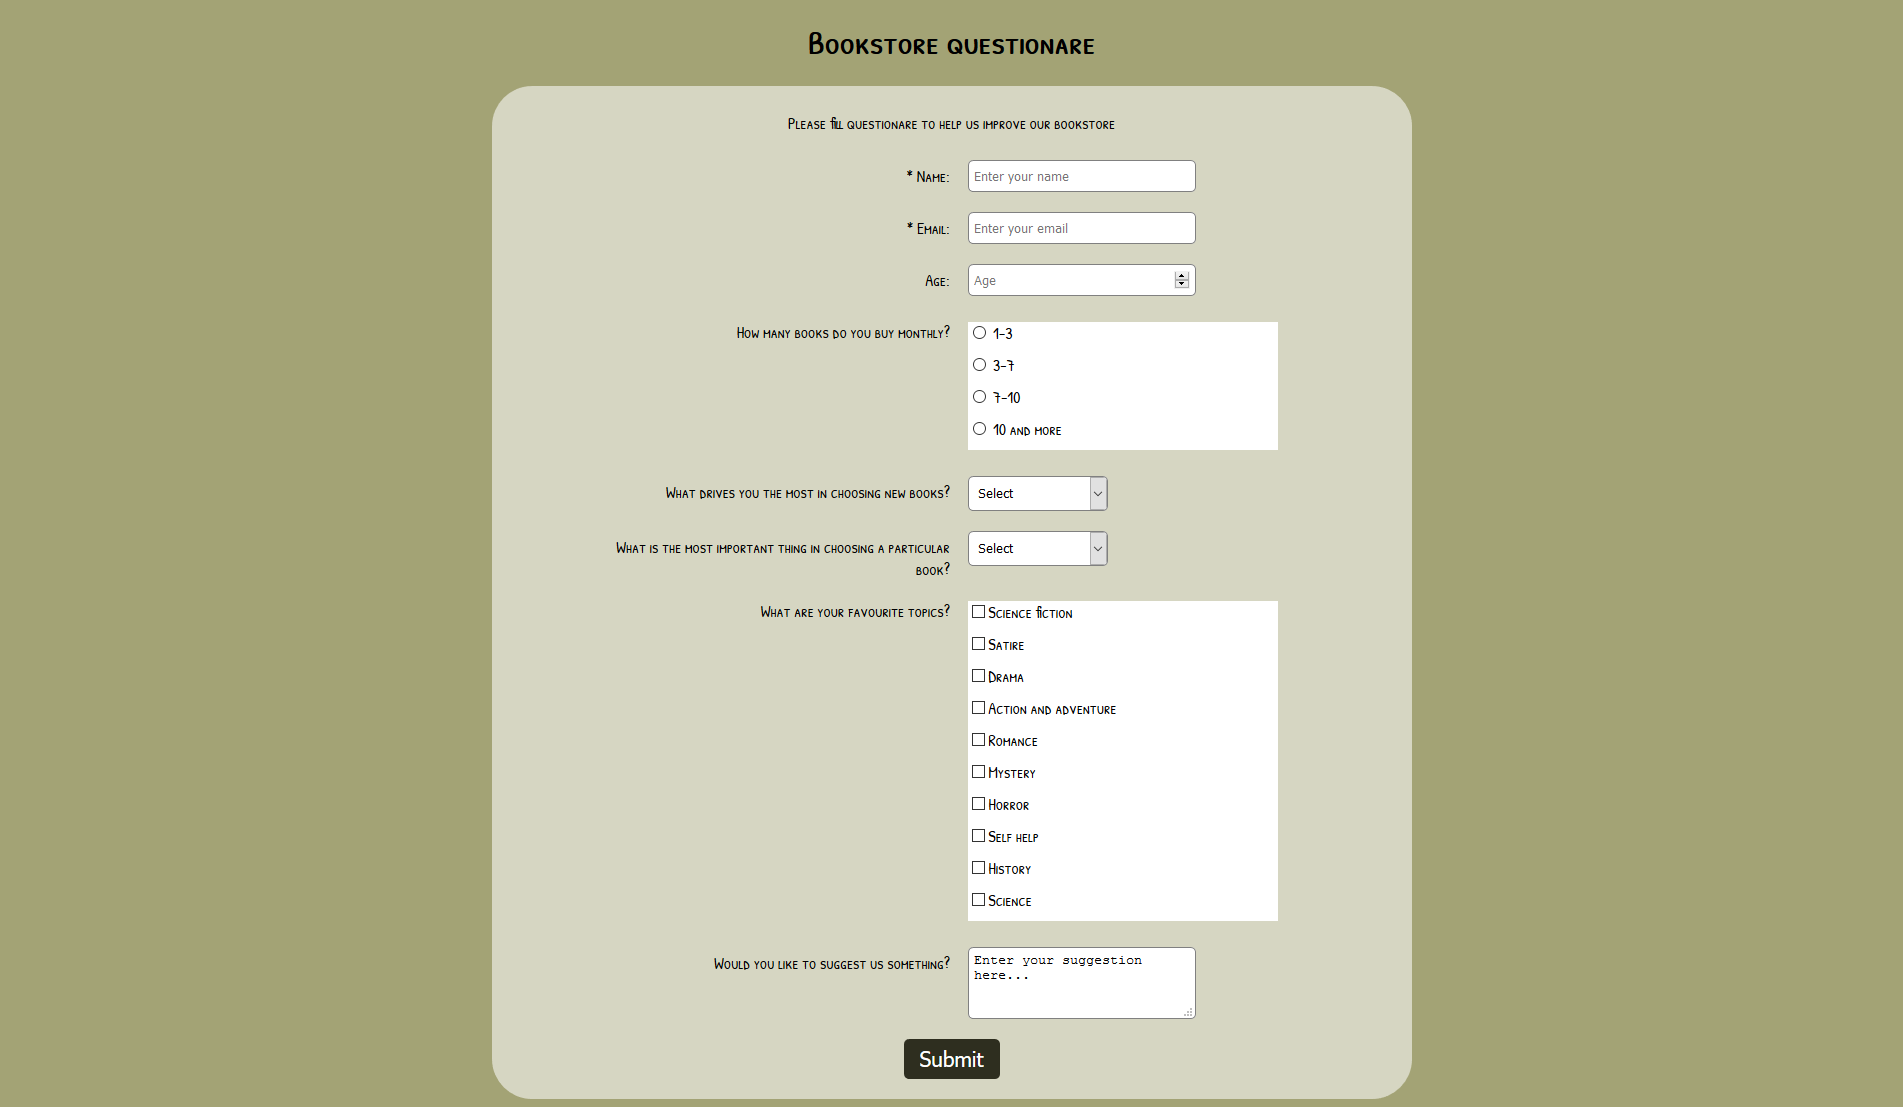 Bookstore questionare
Please fill questionare to help us improve our bookstore
* Name:
Enter your name
* Email:
Enter your email
Age:
Age
How many books do you buy monthly?
1-3
3-7
7-10
10 and more
What drives you the most in choosing new books?
Select
What is the most important thing in choosing a particular
book?
Select
What are your favourite topics?
Science fiction
Satire
Drama
Action and adventure
Romance
Mystery
Horror
Self help
History
Science
Would you like to suggest us something?
Enter your suggestion
here...
Submit